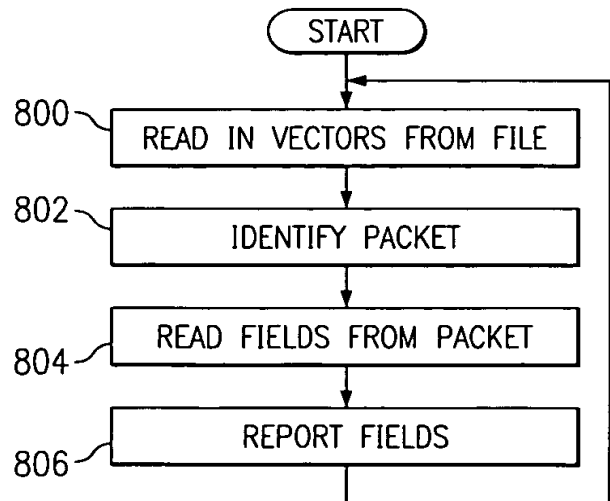 START
800
READ IN VECTORS FROM FILE
802
IDENTIFY PACKET
READ FIELDS FROM PACKET
804
REPORT FIELDS
806